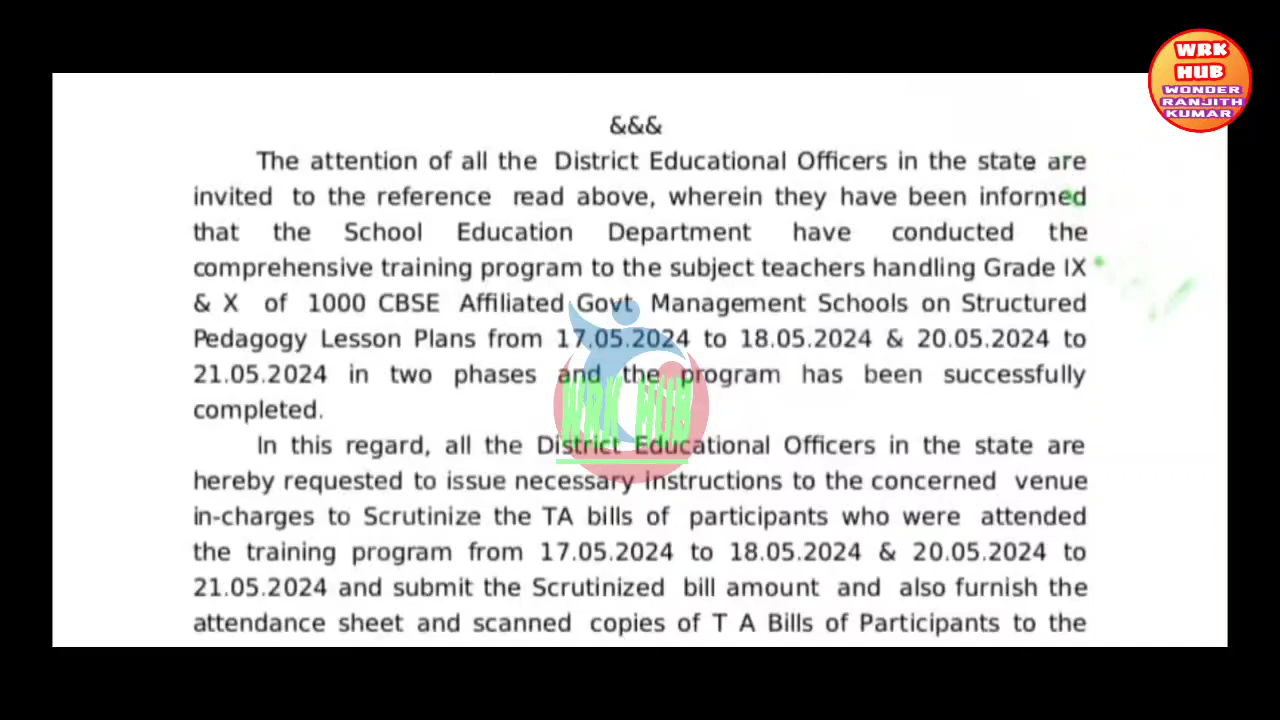 WRK
HUB
WONDER
RANJITH
KUMAR
&&&
The attention of all the District Educational Officers in the state are
invited to the reference read above, wherein they have been informed
that the School Education Department have conducted the
comprehensive training program to the subject teachers handling Grade IX
& X of 1000 CBSE Affiliated Govt Management Schools on Structured
Pedagogy Lesson Plans from 17.05.2024 to 18.05.2024 & 20.05.2024 to
21.05.2024 in two phases and the program has been successfully
completed.
In this regard, all the District Educational Officers in the state are
hereby requested to issue necessary instructions to the concerned venue
in-charges to Scrutinize the TA bills of participants who were attended
the training program from 17.05.2024 to 18.05.2024 & 20.05.2024 to
21.05.2024 and submit the Scrutinized bill amount and also furnish the
attendance sheet and scanned copies of T A Bills of Participants to the
WRK HUB